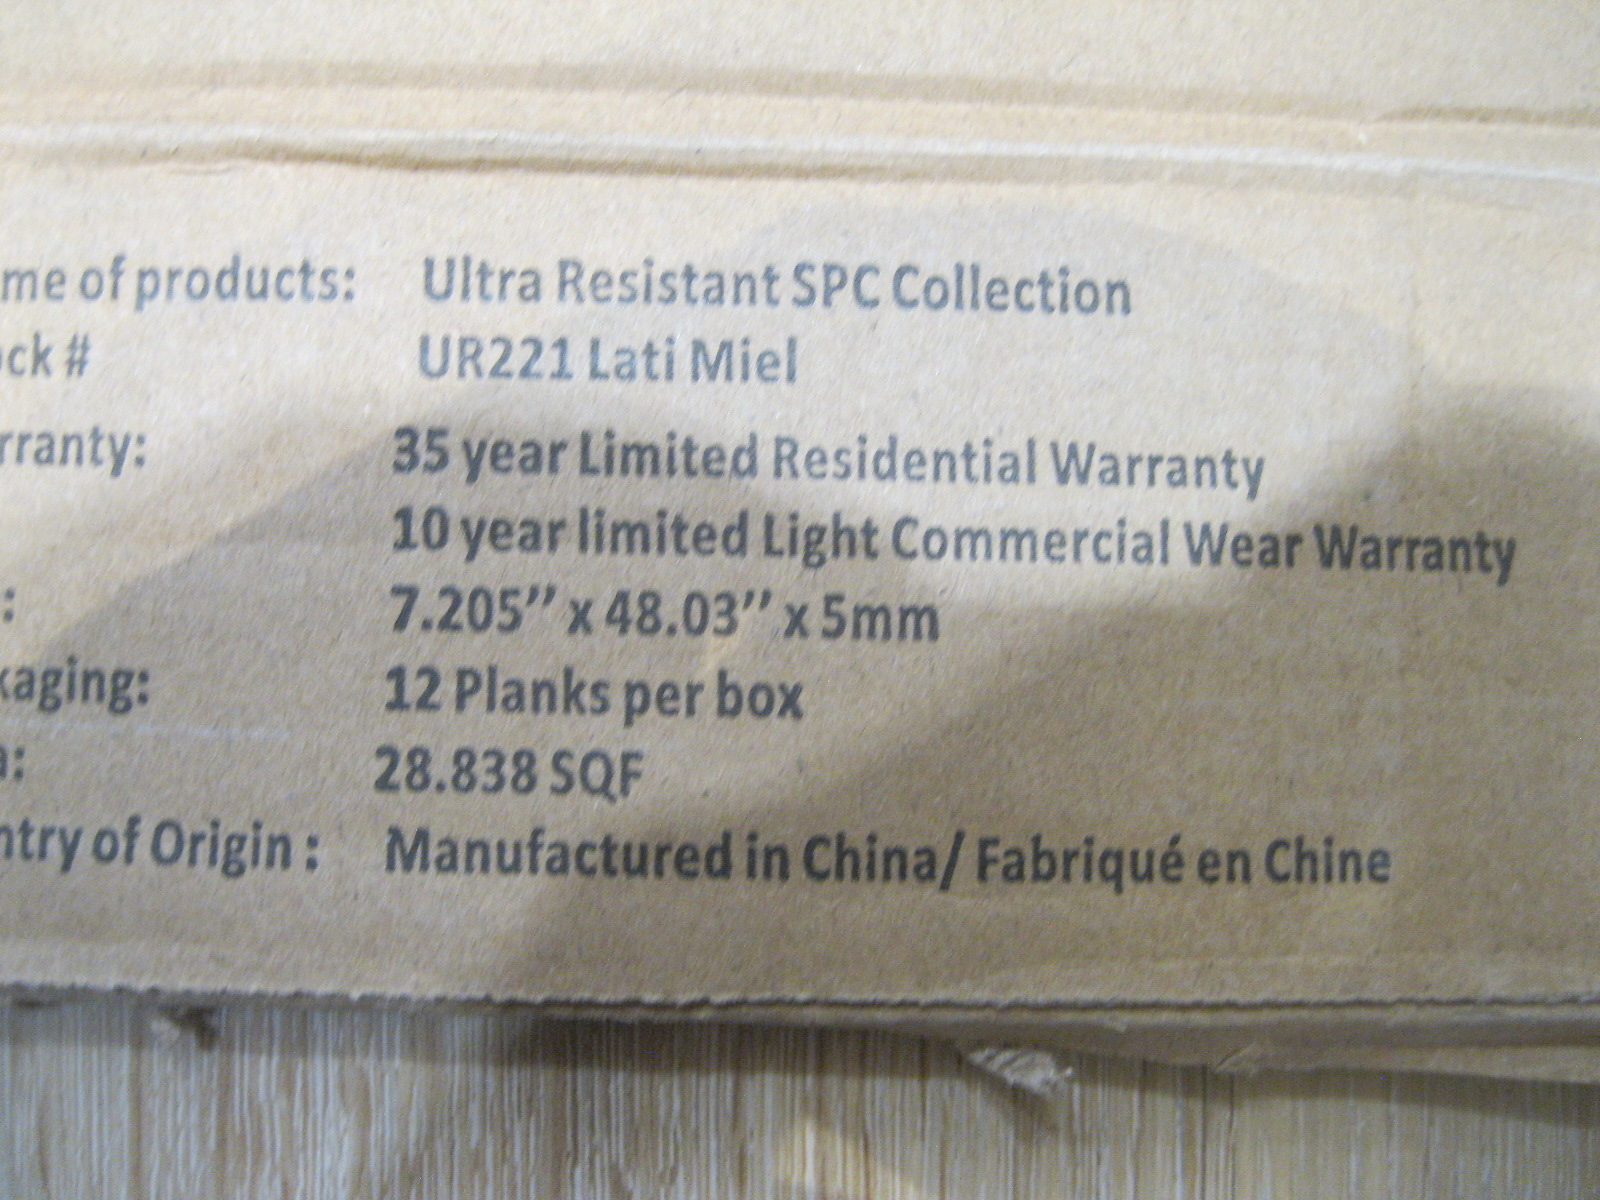 me of products: Ultra Resistant SPC Collection
ock # UR221 Lati Miel
rranty: 35 year Limited Residential Warranty
10 year limited Light Commercial Wear Warranty
: 7.205’’ x 48.03’’ x 5mm
kaging: 12 Planks per box
a: 28.838 SQF
ntry of Origin : Manufactured in China/ Fabriqué en Chine